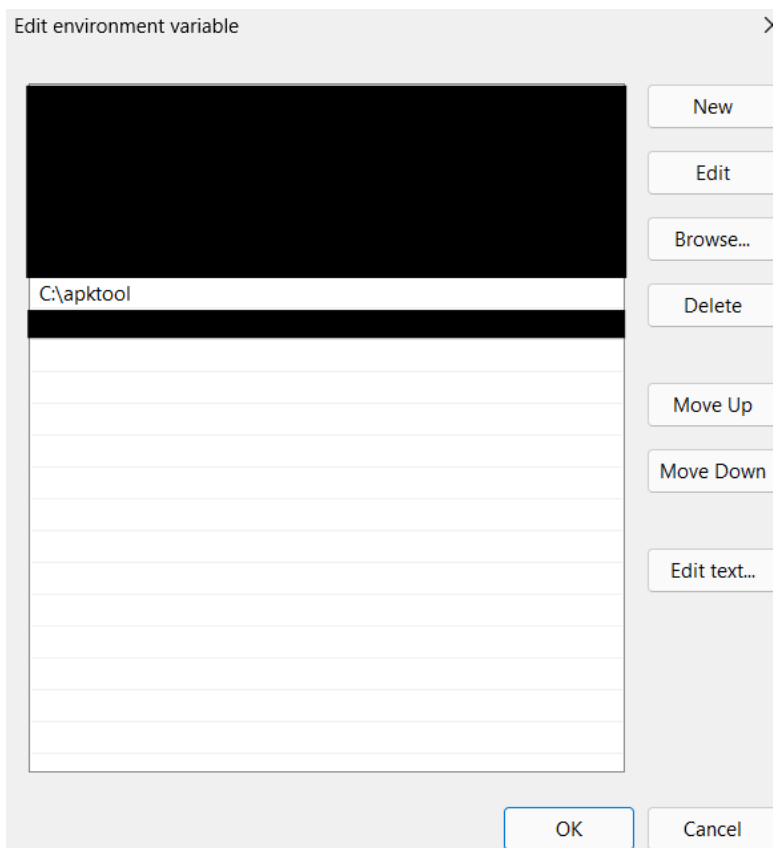 Edit environment variable
New
Edit
Browse...
C:\apktool
Delete
Move Up
Move Down
Edit text...
OK
Cancel